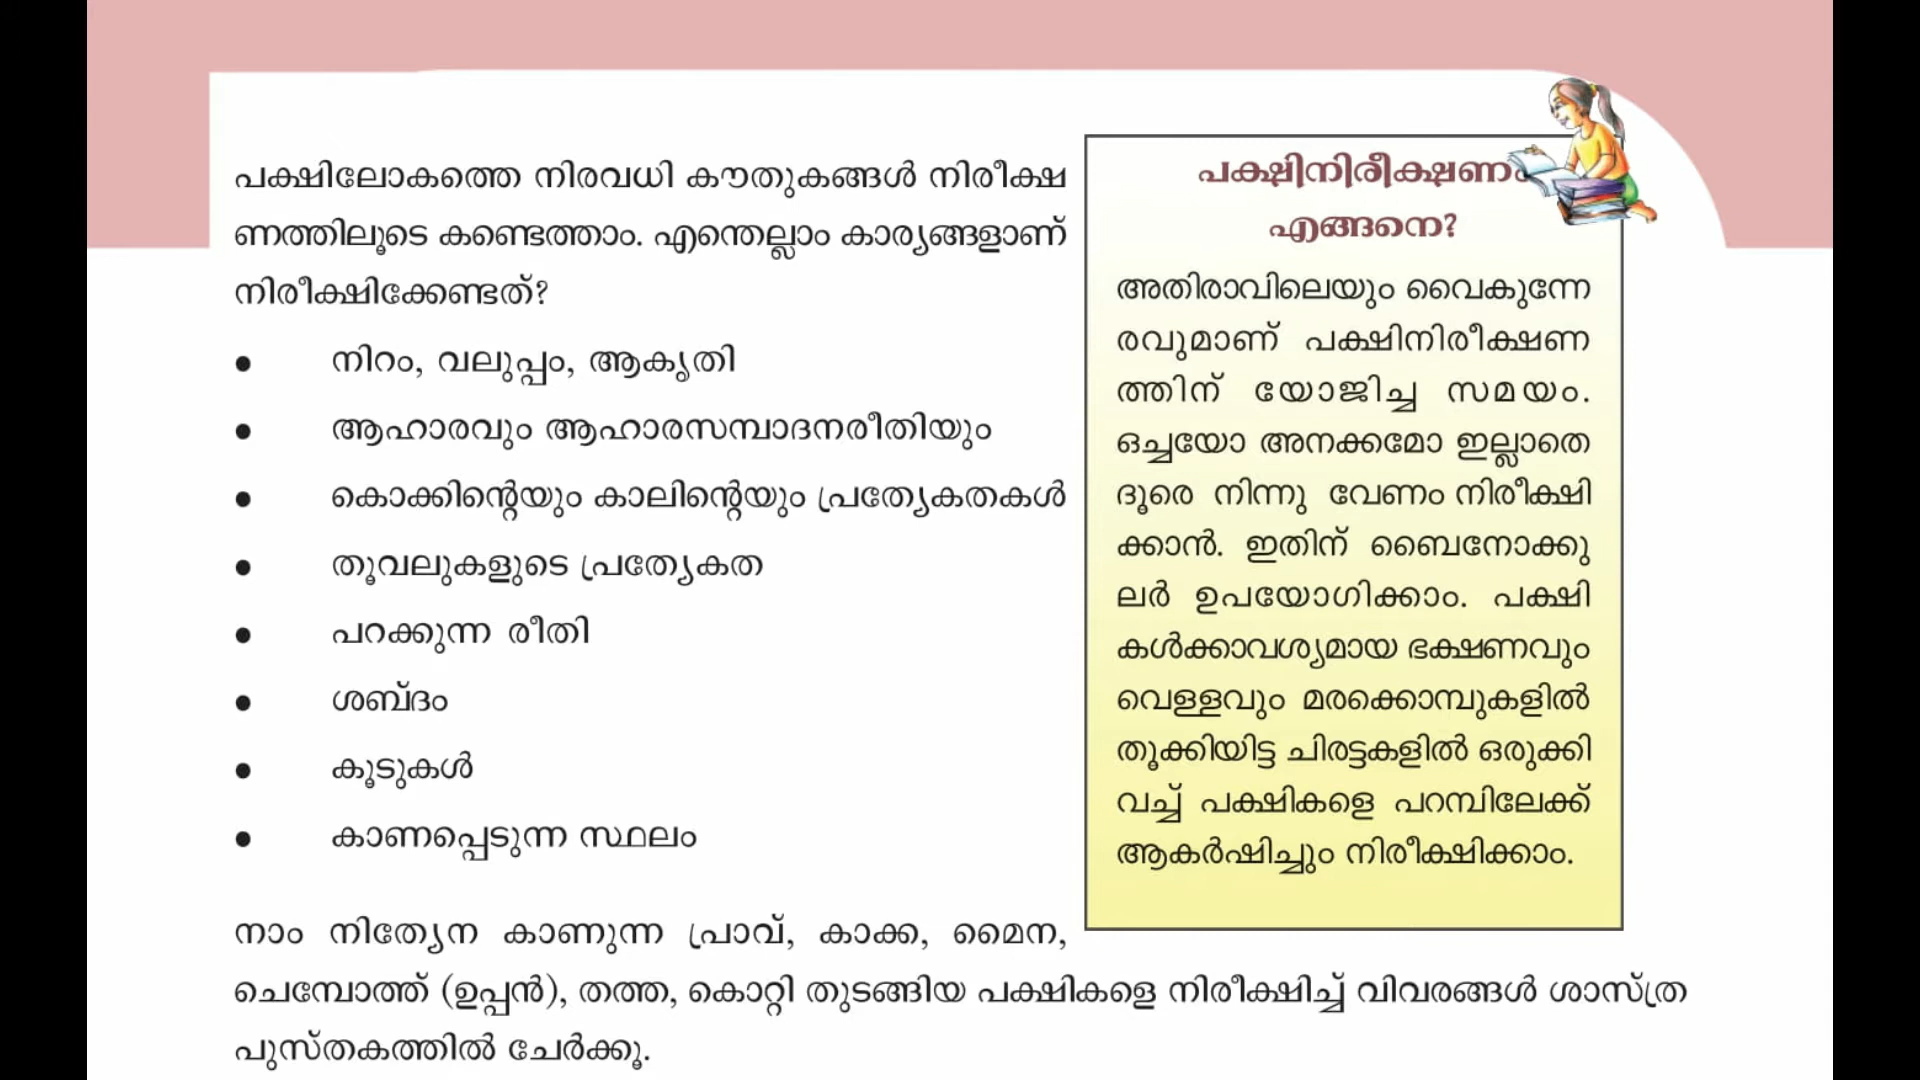 പക്ഷിലോകത്തെ നിരവധി കൗതുകങ്ങൾ നിരീക്ഷ
ണത്തിലൂടെ കണ്ടെത്താം. എന്തെല്ലാം കാര്യങ്ങളാണ്
നിരീക്ഷിക്കേണ്ടത്?
● നിറം, വലുപ്പം, ആകൃതി
● ആഹാരവും ആഹാരസമ്പാദനരീതിയും
● കൊക്കിന്റെയും കാലിന്റെയും പ്രത്യേകതകൾ
● തൂവലുകളുടെ പ്രത്യേകത
● പറക്കുന്ന രീതി
● ശബ്ദം
● കൂടുകൾ
● കാണപ്പെടുന്ന സ്ഥലം
നാം നിത്യേന കാണുന്ന പ്രാവ്, കാക്ക, മൈന,
ചെമ്പോത്ത് (ഉപ്പൻ), തത്ത, കൊറ്റി തുടങ്ങിയ പക്ഷികളെ നിരീക്ഷിച്ച് വിവരങ്ങൾ ശാസ്ത്ര
പുസ്തകത്തിൽ ചേർക്കൂ.
പക്ഷിനിരീക്ഷണം
എങ്ങനെ?
അതിരാവിലെയും വൈകുന്നേ
രവുമാണ് പക്ഷിനിരീക്ഷണ
ത്തിന് യോജിച്ച സമയം.
ഒച്ചയോ അനക്കമോ ഇല്ലാതെ
ദൂരെ നിന്നു വേണം നിരീക്ഷി
ക്കാൻ. ഇതിന് ബൈനോക്കു
ലർ ഉപയോഗിക്കാം. പക്ഷി
കൾക്കാവശ്യമായ ഭക്ഷണവും
വെള്ളവും മരക്കൊമ്പുകളിൽ
തൂക്കിയിട്ട ചിരട്ടകളിൽ ഒരുക്കി
വച്ച് പക്ഷികളെ പറമ്പിലേക്ക്
ആകർഷിച്ചും നിരീക്ഷിക്കാം.